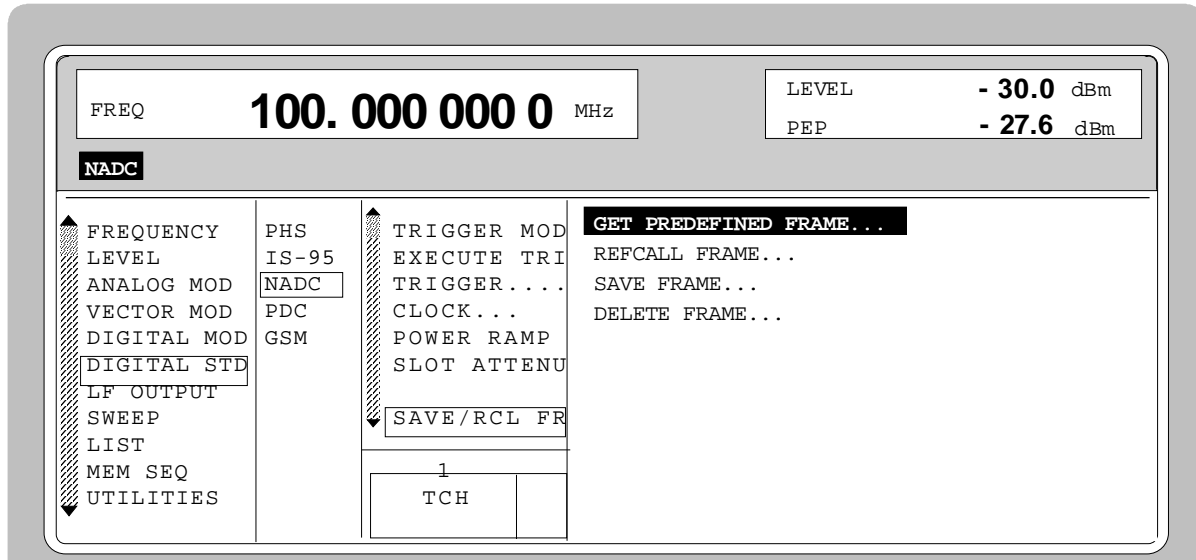 FREQ 100. 000 000 0 MHz
LEVEL - 30.0 dBm
PEP - 27.6 dBm
NADC
FREQUENCY
LEVEL
ANALOG MOD
VECTOR MOD
DIGITAL MOD
DIGITAL STD
LF OUTPUT
SWEEP
LIST
MEM SEQ
UTILITIES
PHS
IS-95
NADC
PDC
GSM
TRIGGER MOD
EXECUTE TRI
TRIGGER....
CLOCK...
POWER RAMP
SLOT ATTENU
SAVE/RCL FR
1
TCH
GET PREDEFINED FRAME...
REFCALL FRAME...
SAVE FRAME...
DELETE FRAME...